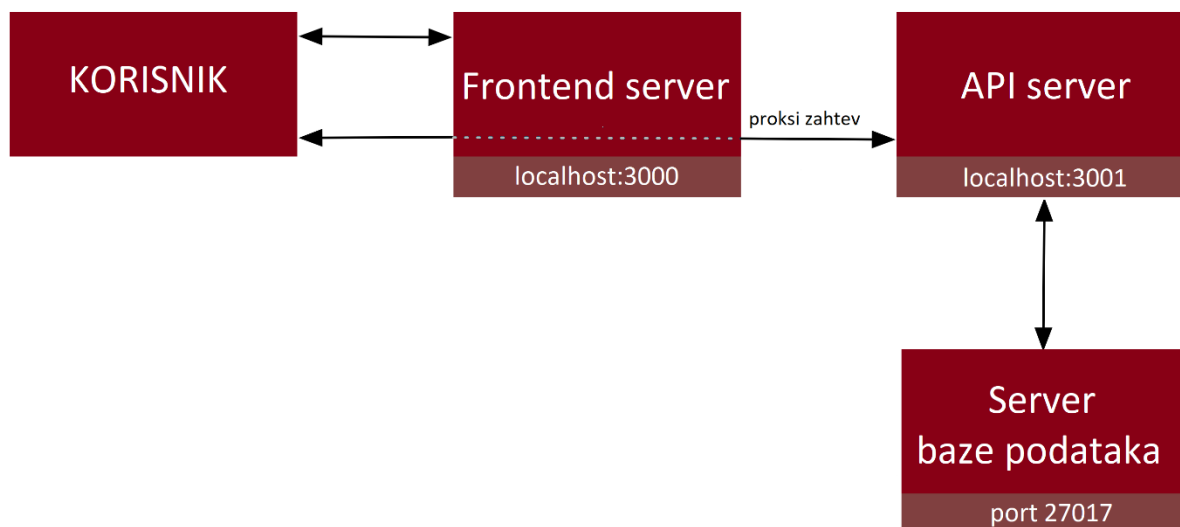 KORISNIK
Frontend server
localhost:3000
proksi zahtev
API server
localhost:3001
Server
baze podataka
port 27017